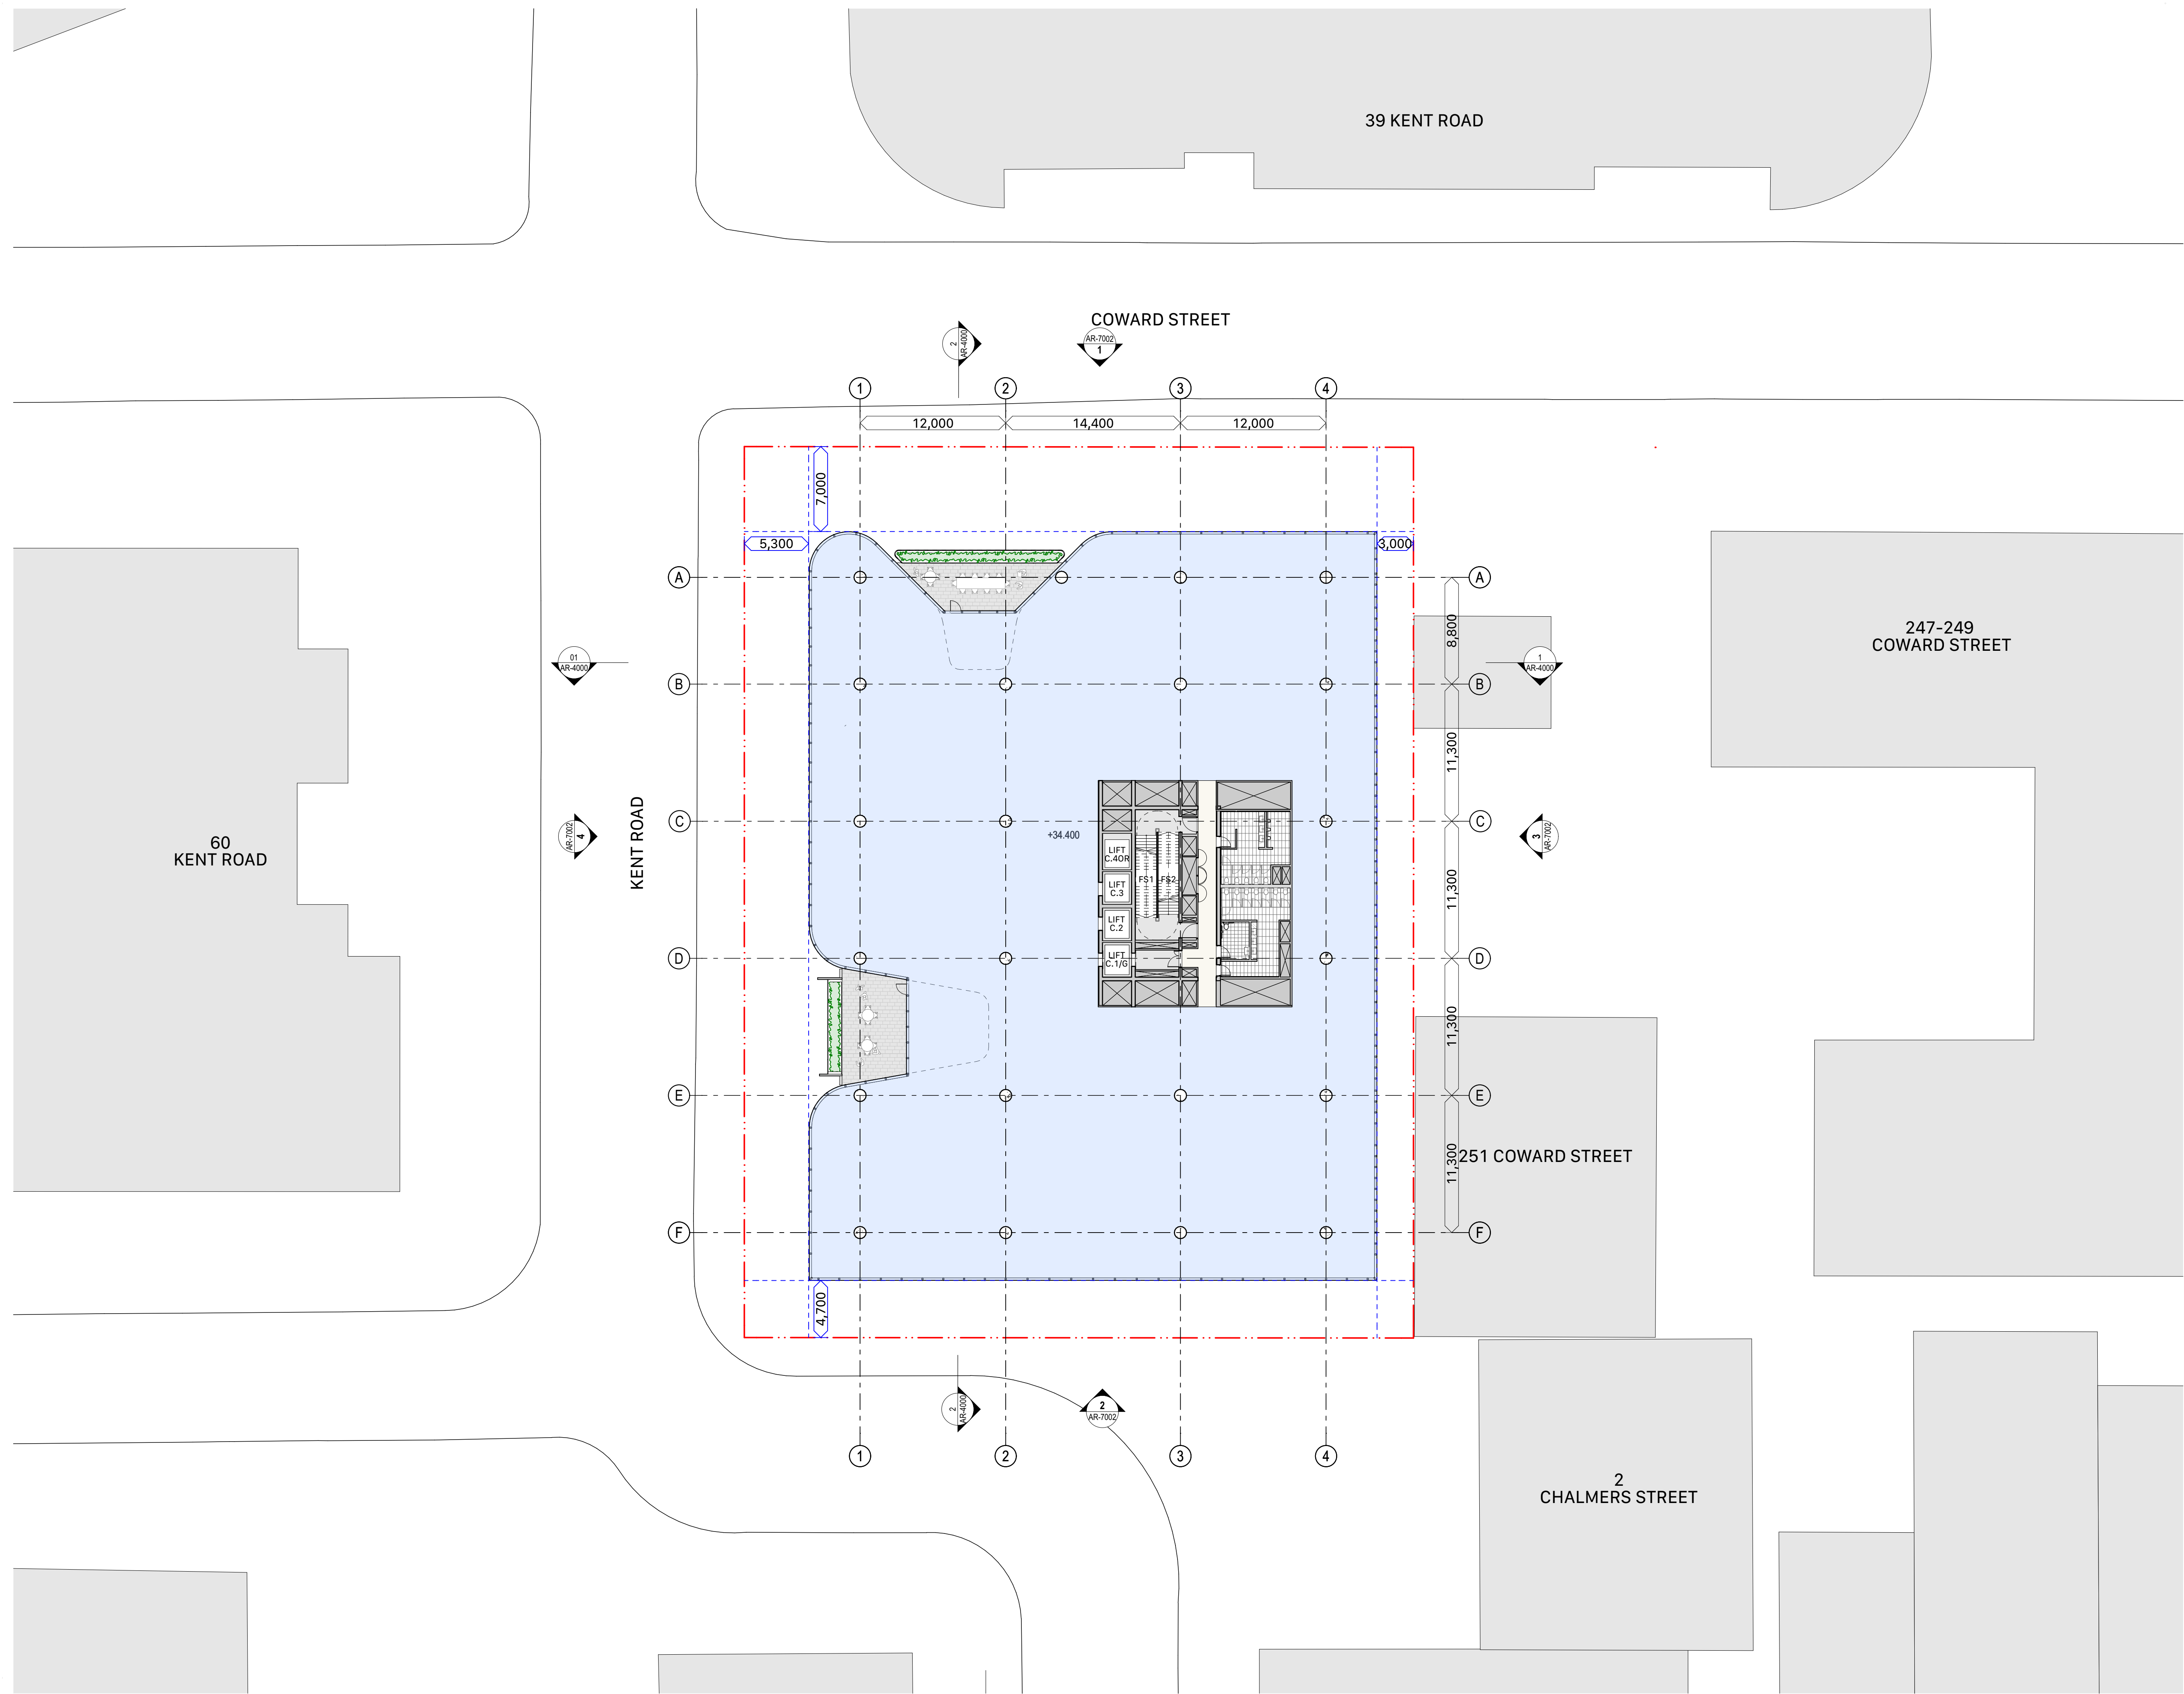 39 KENT ROAD
COWARD STREET
2
AR-4000
AR-7002
1
1
2
3
4
12,000
14,400
12,000
7,000
5,300
3,000
A
A
8,800
247-249
COWARD STREET
01
AR-4000
1
AR-4000
B
B
11,300
60
KENT ROAD
AR-7002
4
KENT ROAD
C
+34.400
C
3
AR-7002
LIFT
C.4OR
LIFT
C.3
FS1
FS2
LIFT
C.2
LIFT
C.1/G
11,300
D
D
11,300
E
E
11,300
251 COWARD STREET
F
F
4,700
2
AR-4000
2
AR-7002
1
2
3
4
2
CHALMERS STREET